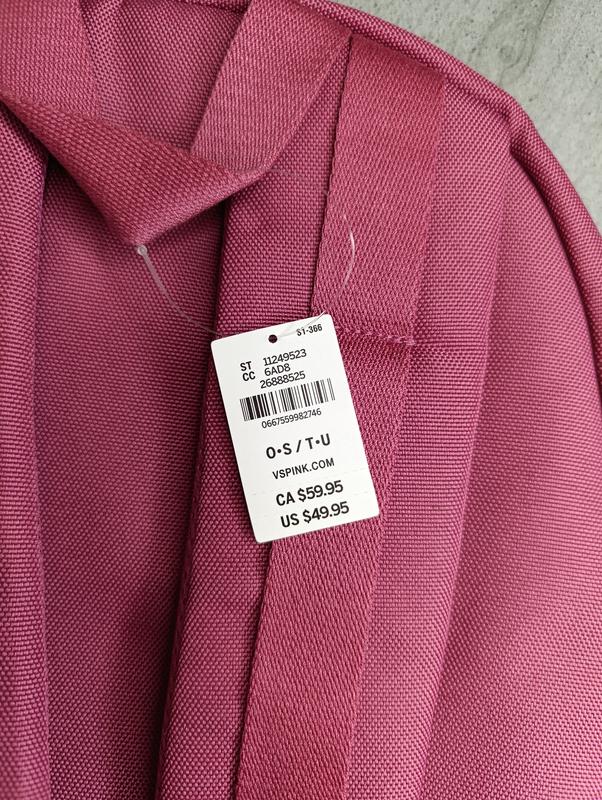 S1-366
ST 11249523
CC 6AD8
26888525
0667559982746
O•S / T•U
VSPINK.COM
CA $59.95
US $49.95